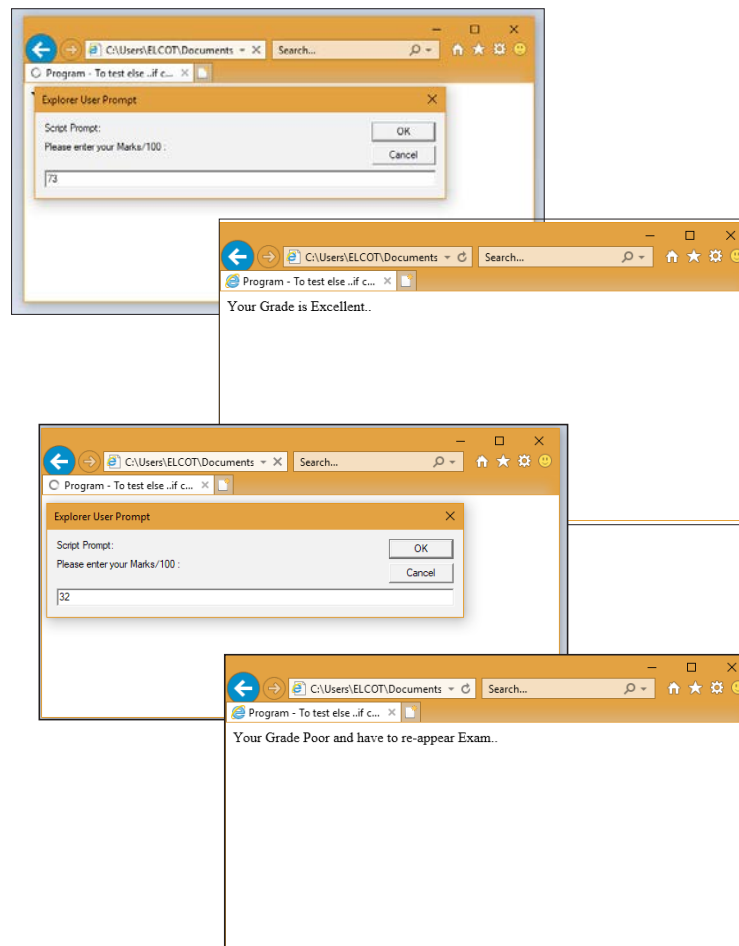 C:\Users\ELCOT\Documents
Search...
Program - To test else ..if c...
Explorer User Prompt
Script Prompt:
Please enter your Marks/100 :
OK
Cancel
73
C:\Users\ELCOT\Documents
Search...
Program - To test else ..if c...
Your Grade is Excellent..
C:\Users\ELCOT\Documents
Search...
Program - To test else ..if c...
Explorer User Prompt
Script Prompt:
Please enter your Marks/100 :
OK
Cancel
32
C:\Users\ELCOT\Documents
Search...
Program - To test else ..if c...
Your Grade Poor and have to re-appear Exam..